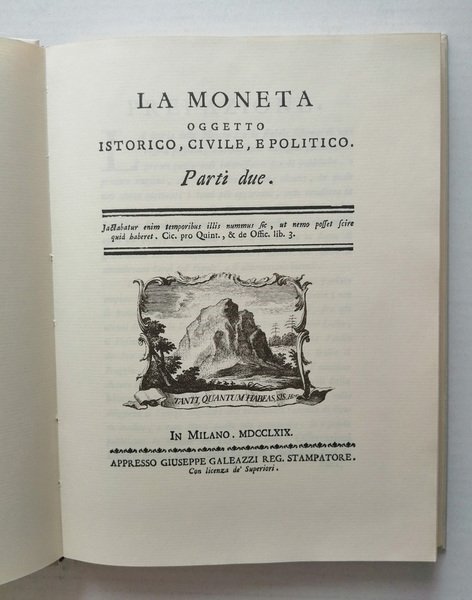 LA MONETA
OGGETTO
ISTORICO, CIVILE, E POLITICO.
Parti due.
Jactabatur enim temporibus illis nummus ſic, ut nemo poſſet ſcire
quid haberet. Cic. pro Quint., & de Offic. lib. 3.
TANTI, QUANTUM HABEAS, SIS.
IN MILANO. MDCCLXIX.
APPRESSO GIUSEPPE GALEAZZI REG. STAMPATORE.
Con licenza de' Superiori.